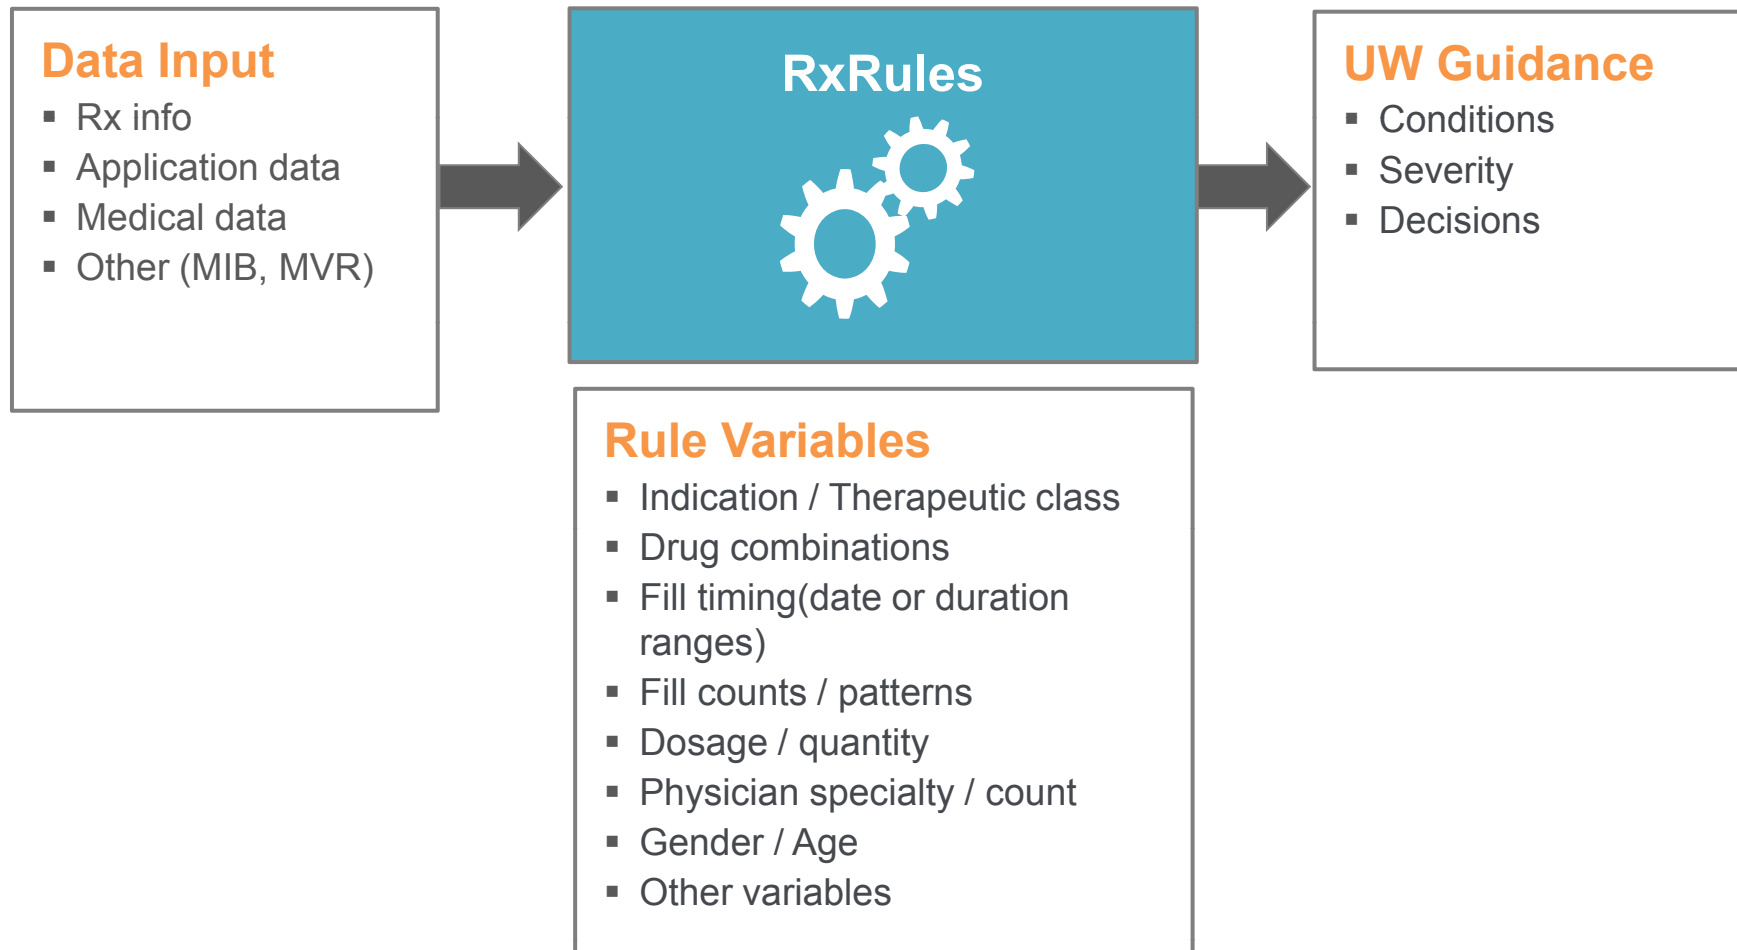 Data Input
▪ Rx info
▪ Application data
▪ Medical data
▪ Other (MIB, MVR)
RxRules
UW Guidance
▪ Conditions
▪ Severity
▪ Decisions
Rule Variables
▪ Indication / Therapeutic class
▪ Drug combinations
▪ Fill timing(date or duration
ranges)
▪ Fill counts / patterns
▪ Dosage / quantity
▪ Physician specialty / count
▪ Gender / Age
▪ Other variables